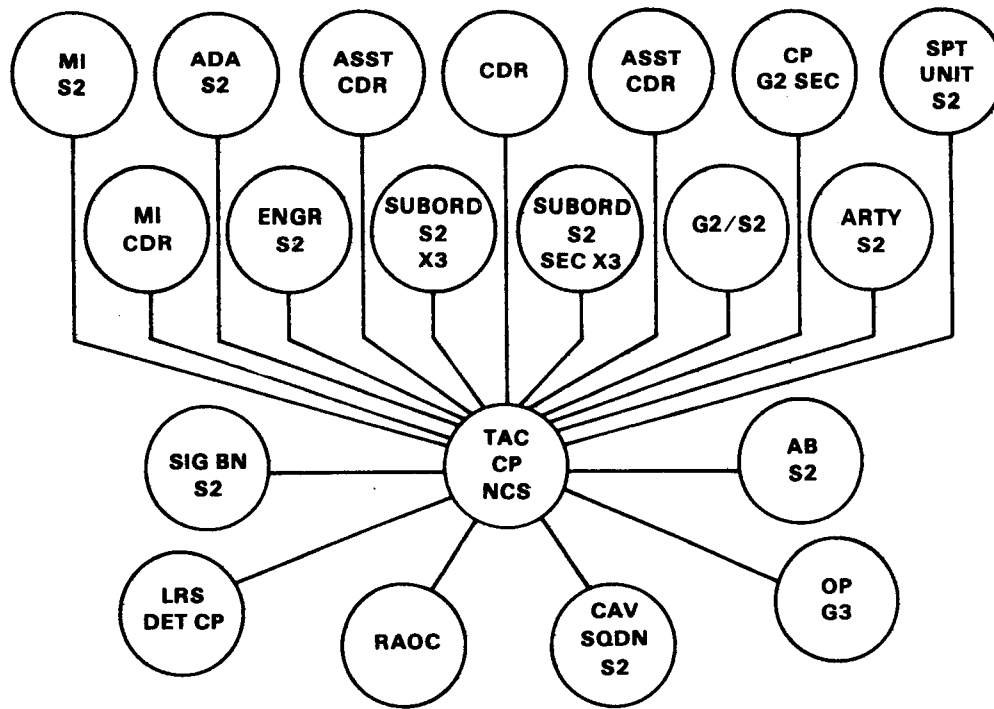 MI
S2
ADA
S2
ASST
CDR
CDR
ASST
CDR
CP
G2 SEC
SPT
UNIT
S2
MI
CDR
ENGR
S2
SUBORD
S2
X3
SUBORD
S2
SEC X3
G2/S2
ARTY
S2
TAC
CP
NCS
SIG BN
S2
AB
S2
LRS
DET CP
RAOC
CAV
SQDN
S2
OP
G3